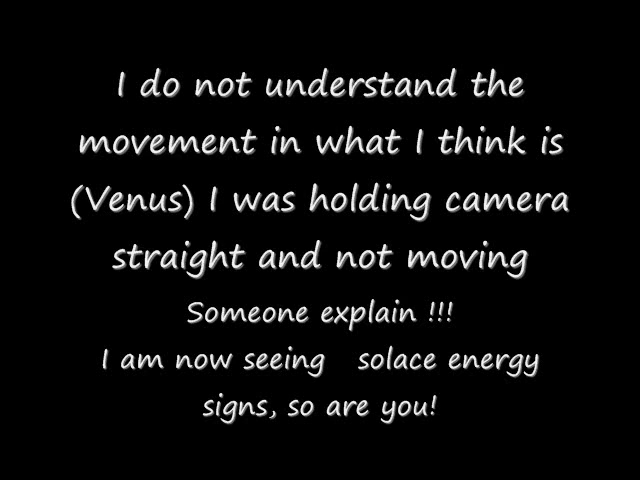 I do not understand the
movement in what I think is
(Venus) I was holding camera
straight and not moving
Someone explain !!!
I am now seeing   solace energy
signs, so are you!